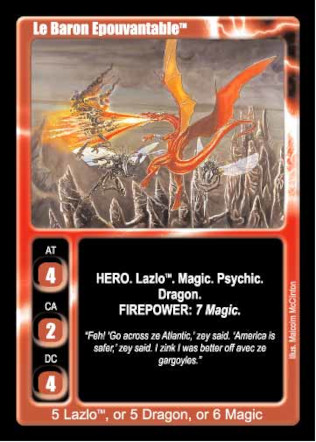 Le Baron Epouvantable™
AT
4
CA
2
DC
4
HERO. Lazlo™. Magic. Psychic.
Dragon.
FIREPOWER: 7 Magic.
"Feh! 'Go across ze Atlantic,' zey said. 'America is
safer,' zey said. I zink I was better off avec ze
gargoyles."
Illus. Malcolm McClinton
5 Lazlo™, or 5 Dragon, or 6 Magic